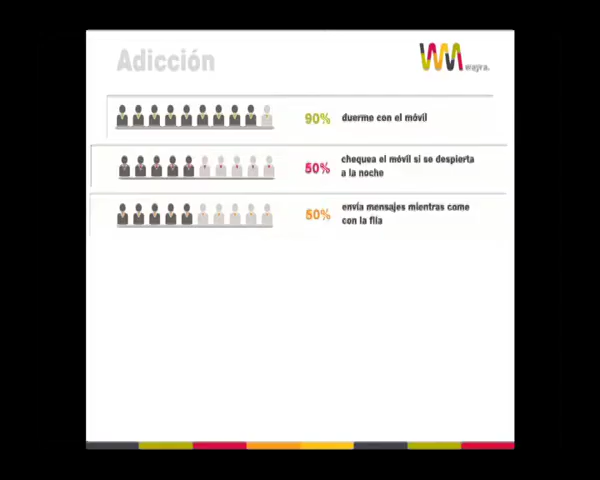 Adicción
wayra.
90% duerme con el móvil
50% chequea el móvil si se despierta
a la noche
50% envía mensajes mientras come
con la flia